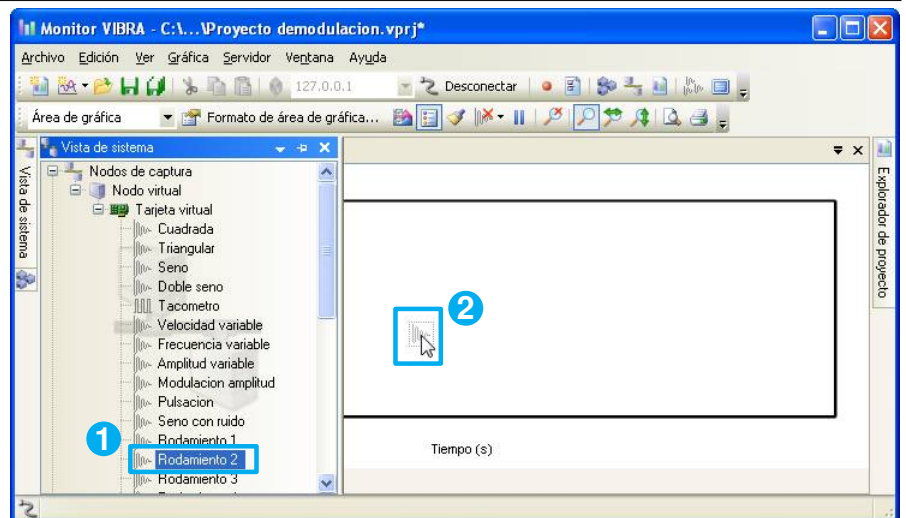 Monitor VIBRA - C:\...\Proyecto demodulacion.vprj*
Archivo Edición Ver Gráfica Servidor Ventana Ayuda
127.0.0.1 Desconectar
Área de gráfica Formato de área de gráfica...
Vista de sistema
Vista de sistema
Explorador de proyecto
Nodos de captura
Nodo virtual
Tarjeta virtual
Cuadrada
Triangular
Seno
Doble seno
Tacometro
Velocidad variable
Frecuencia variable
Amplitud variable
Modulacion amplitud
Pulsacion
Seno con ruido
Rodamiento 1
Rodamiento 2
Rodamiento 3
1
2
Tiempo (s)